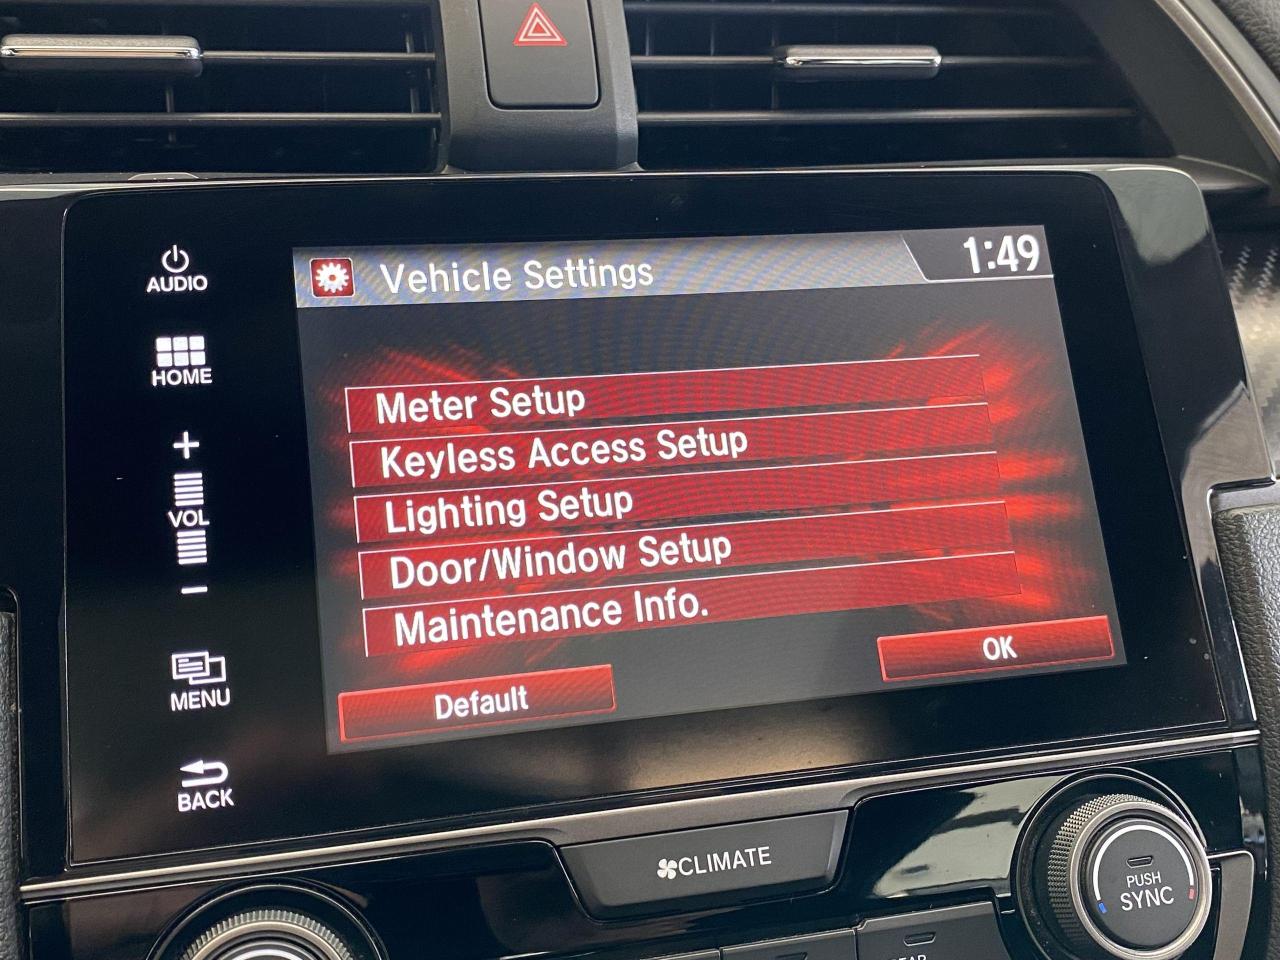 Vehicle Settings
1:49
AUDIO
HOME
+
VOL
-
MENU
BACK
Meter Setup
Keyless Access Setup
Lighting Setup
Door/Window Setup
Maintenance Info.
Default
OK
CLIMATE
PUSH
SYNC